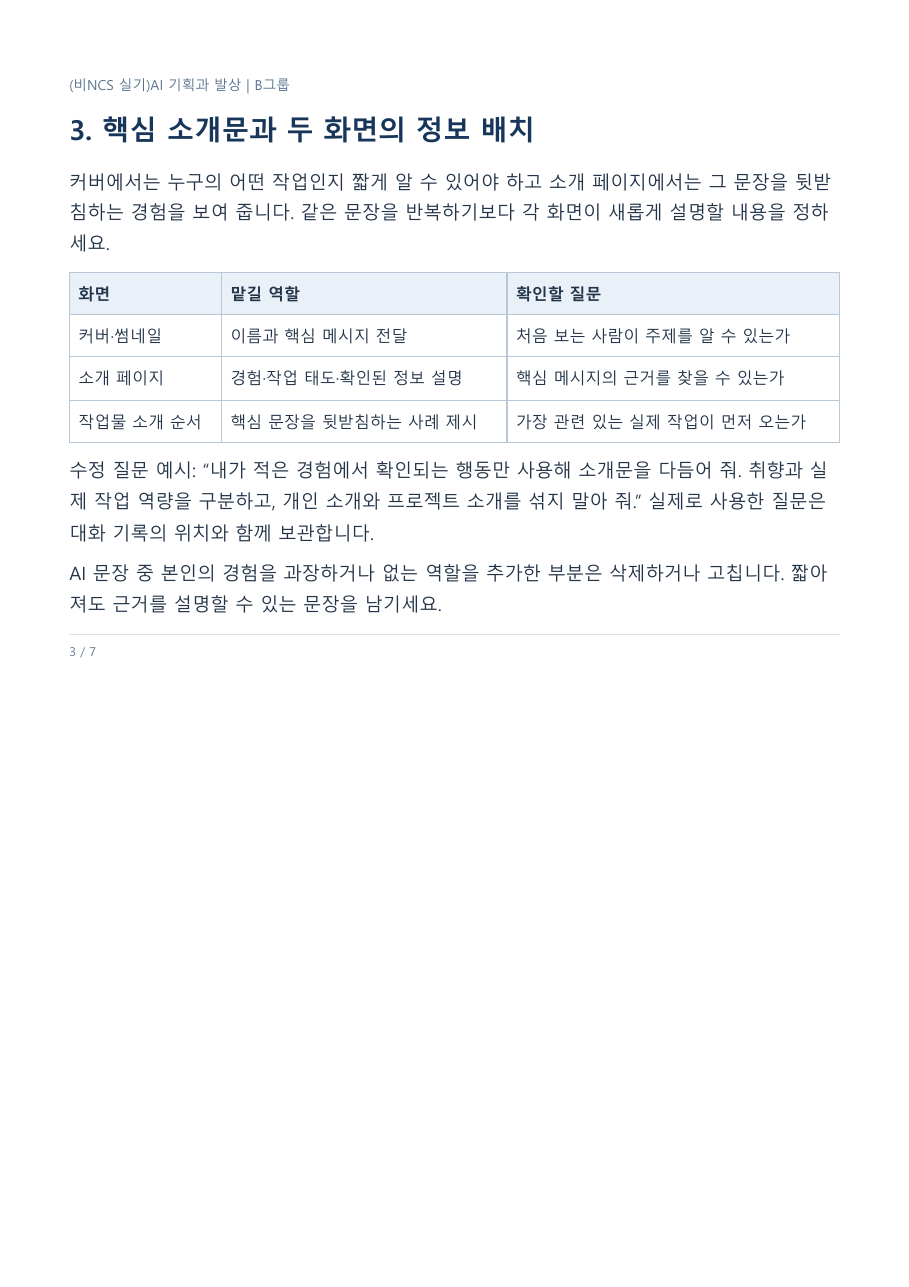 (비NCS 실기)AI 기획과 발상 | B그룹
3. 핵심 소개문과 두 화면의 정보 배치
커버에서는 누구의 어떤 작업인지 짧게 알 수 있어야 하고 소개 페이지에서는 그 문장을 뒷받
침하는 경험을 보여 줍니다. 같은 문장을 반복하기보다 각 화면이 새롭게 설명할 내용을 정하
세요.
화면 맡길 역할 확인할 질문
커버·썸네일 이름과 핵심 메시지 전달 처음 보는 사람이 주제를 알 수 있는가
소개 페이지 경험·작업 태도·확인된 정보 설명 핵심 메시지의 근거를 찾을 수 있는가
작업물 소개 순서 핵심 문장을 뒷받침하는 사례 제시 가장 관련 있는 실제 작업이 먼저 오는가
수정 질문 예시: “내가 적은 경험에서 확인되는 행동만 사용해 소개문을 다듬어 줘. 취향과 실
제 작업 역량을 구분하고, 개인 소개와 프로젝트 소개를 섞지 말아 줘.” 실제로 사용한 질문은
대화 기록의 위치와 함께 보관합니다.
AI 문장 중 본인의 경험을 과장하거나 없는 역할을 추가한 부분은 삭제하거나 고칩니다. 짧아
져도 근거를 설명할 수 있는 문장을 남기세요.
3 / 7